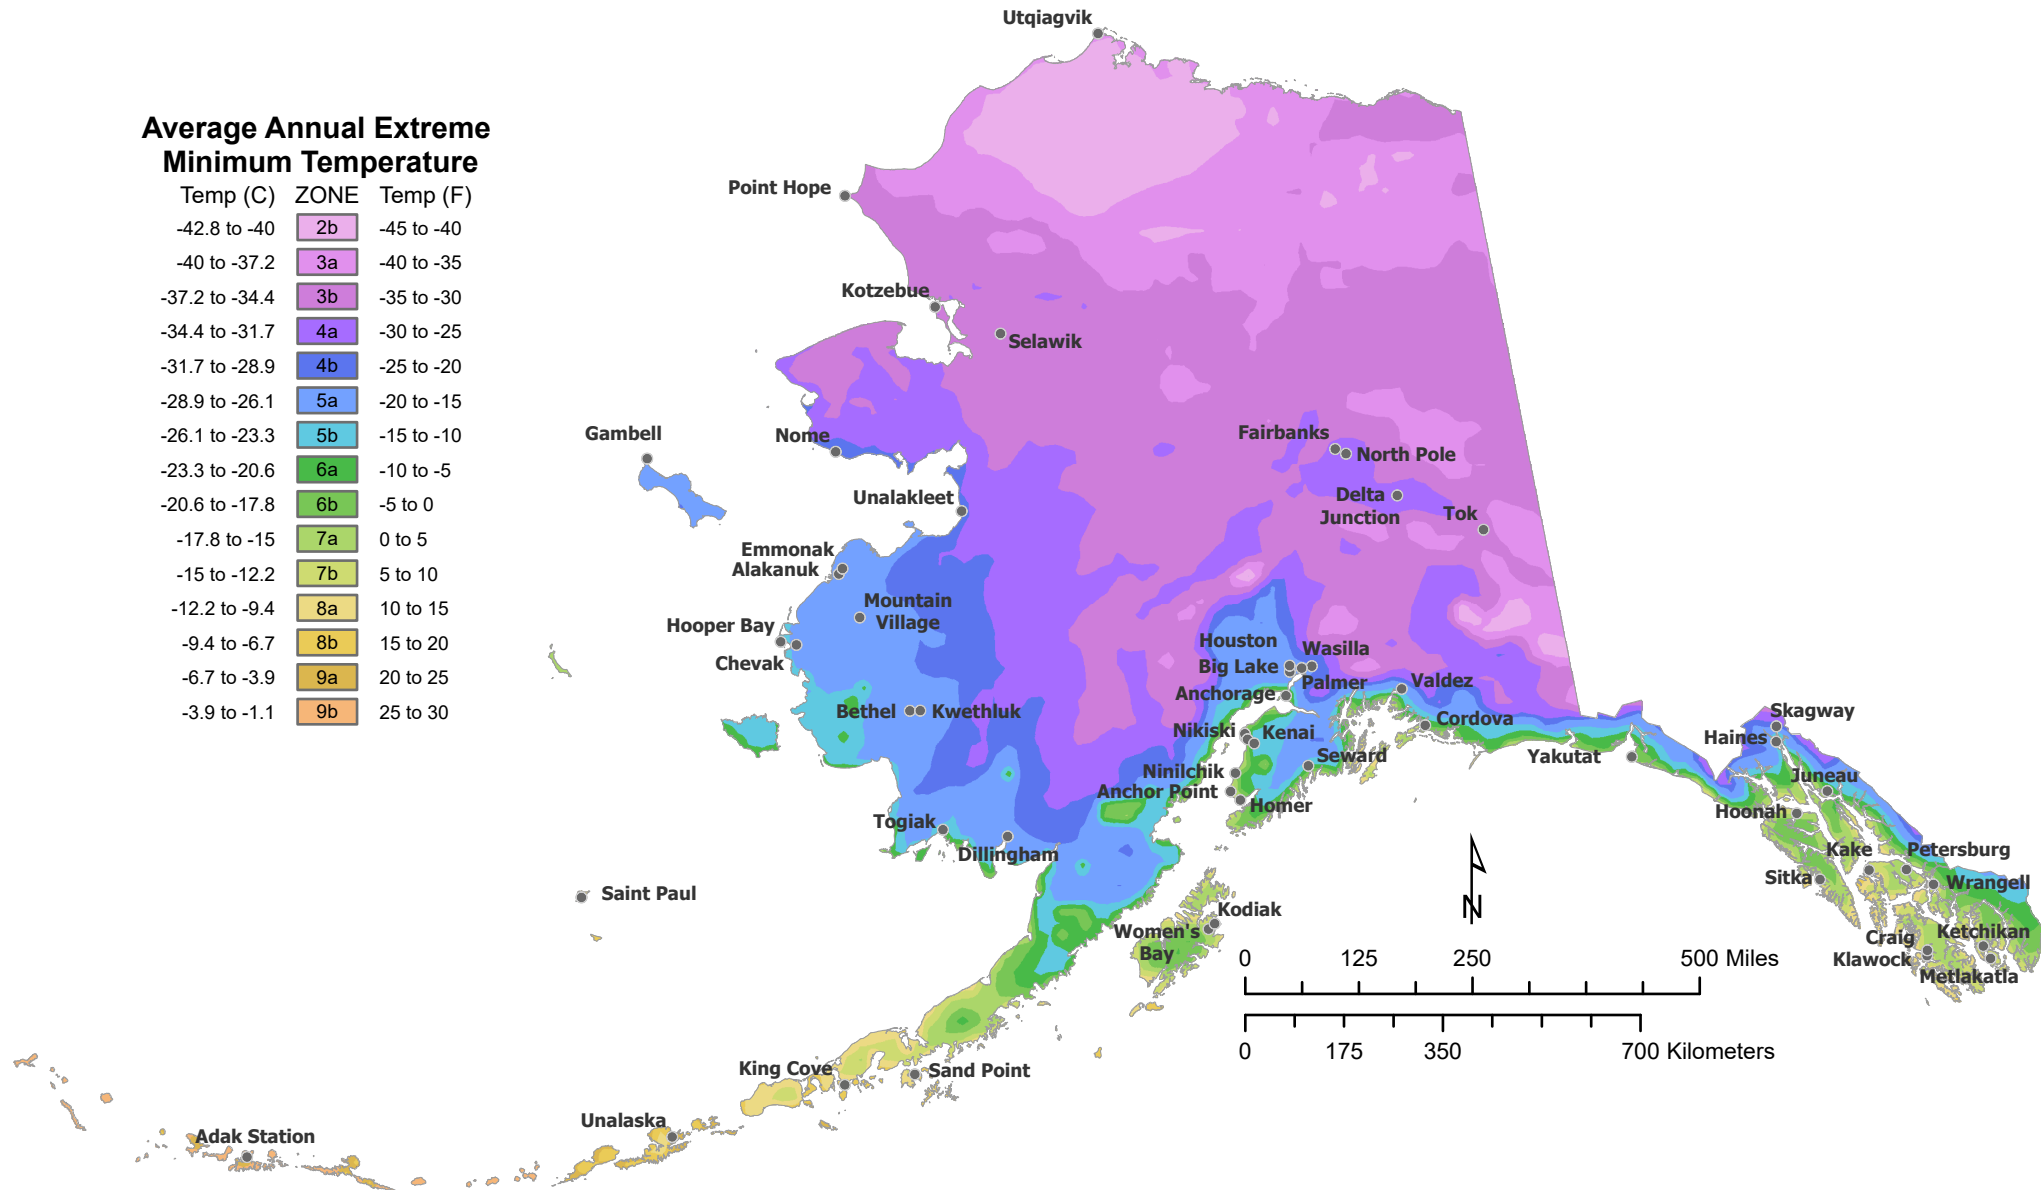 Average Annual Extreme
Minimum Temperature
Temp (C) ZONE Temp (F)
-42.8 to -40 2b -45 to -40
-40 to -37.2 3a -40 to -35
-37.2 to -34.4 3b -35 to -30
-34.4 to -31.7 4a -30 to -25
-31.7 to -28.9 4b -25 to -20
-28.9 to -26.1 5a -20 to -15
-26.1 to -23.3 5b -15 to -10
-23.3 to -20.6 6a -10 to -5
-20.6 to -17.8 6b -5 to 0
-17.8 to -15 7a 0 to 5
-15 to -12.2 7b 5 to 10
-12.2 to -9.4 8a 10 to 15
-9.4 to -6.7 8b 15 to 20
-6.7 to -3.9 9a 20 to 25
-3.9 to -1.1 9b 25 to 30
Utqiagvik
Point Hope
Kotzebue
Selawik
Gambell
Nome
Fairbanks
North Pole
Unalakleet
Delta
Junction
Tok
Emmonak
Alakanuk
Mountain
Village
Hooper Bay
Chevak
Houston
Wasilla
Big Lake
Palmer
Anchorage
Valdez
Bethel
Kwethluk
Cordova
Skagway
Nikiski
Kenai
Haines
Seward
Yakutat
Ninilchik
Juneau
Anchor Point
Homer
Hoonah
Togiak
Dillingham
Kake
Petersburg
Sitka
Wrangell
Saint Paul
Kodiak
Women's
Bay
N
Craig
Ketchikan
Klawock
Metlakatla
0 125 250 500 Miles
0 175 350 700 Kilometers
King Cove
Sand Point
Unalaska
Adak Station